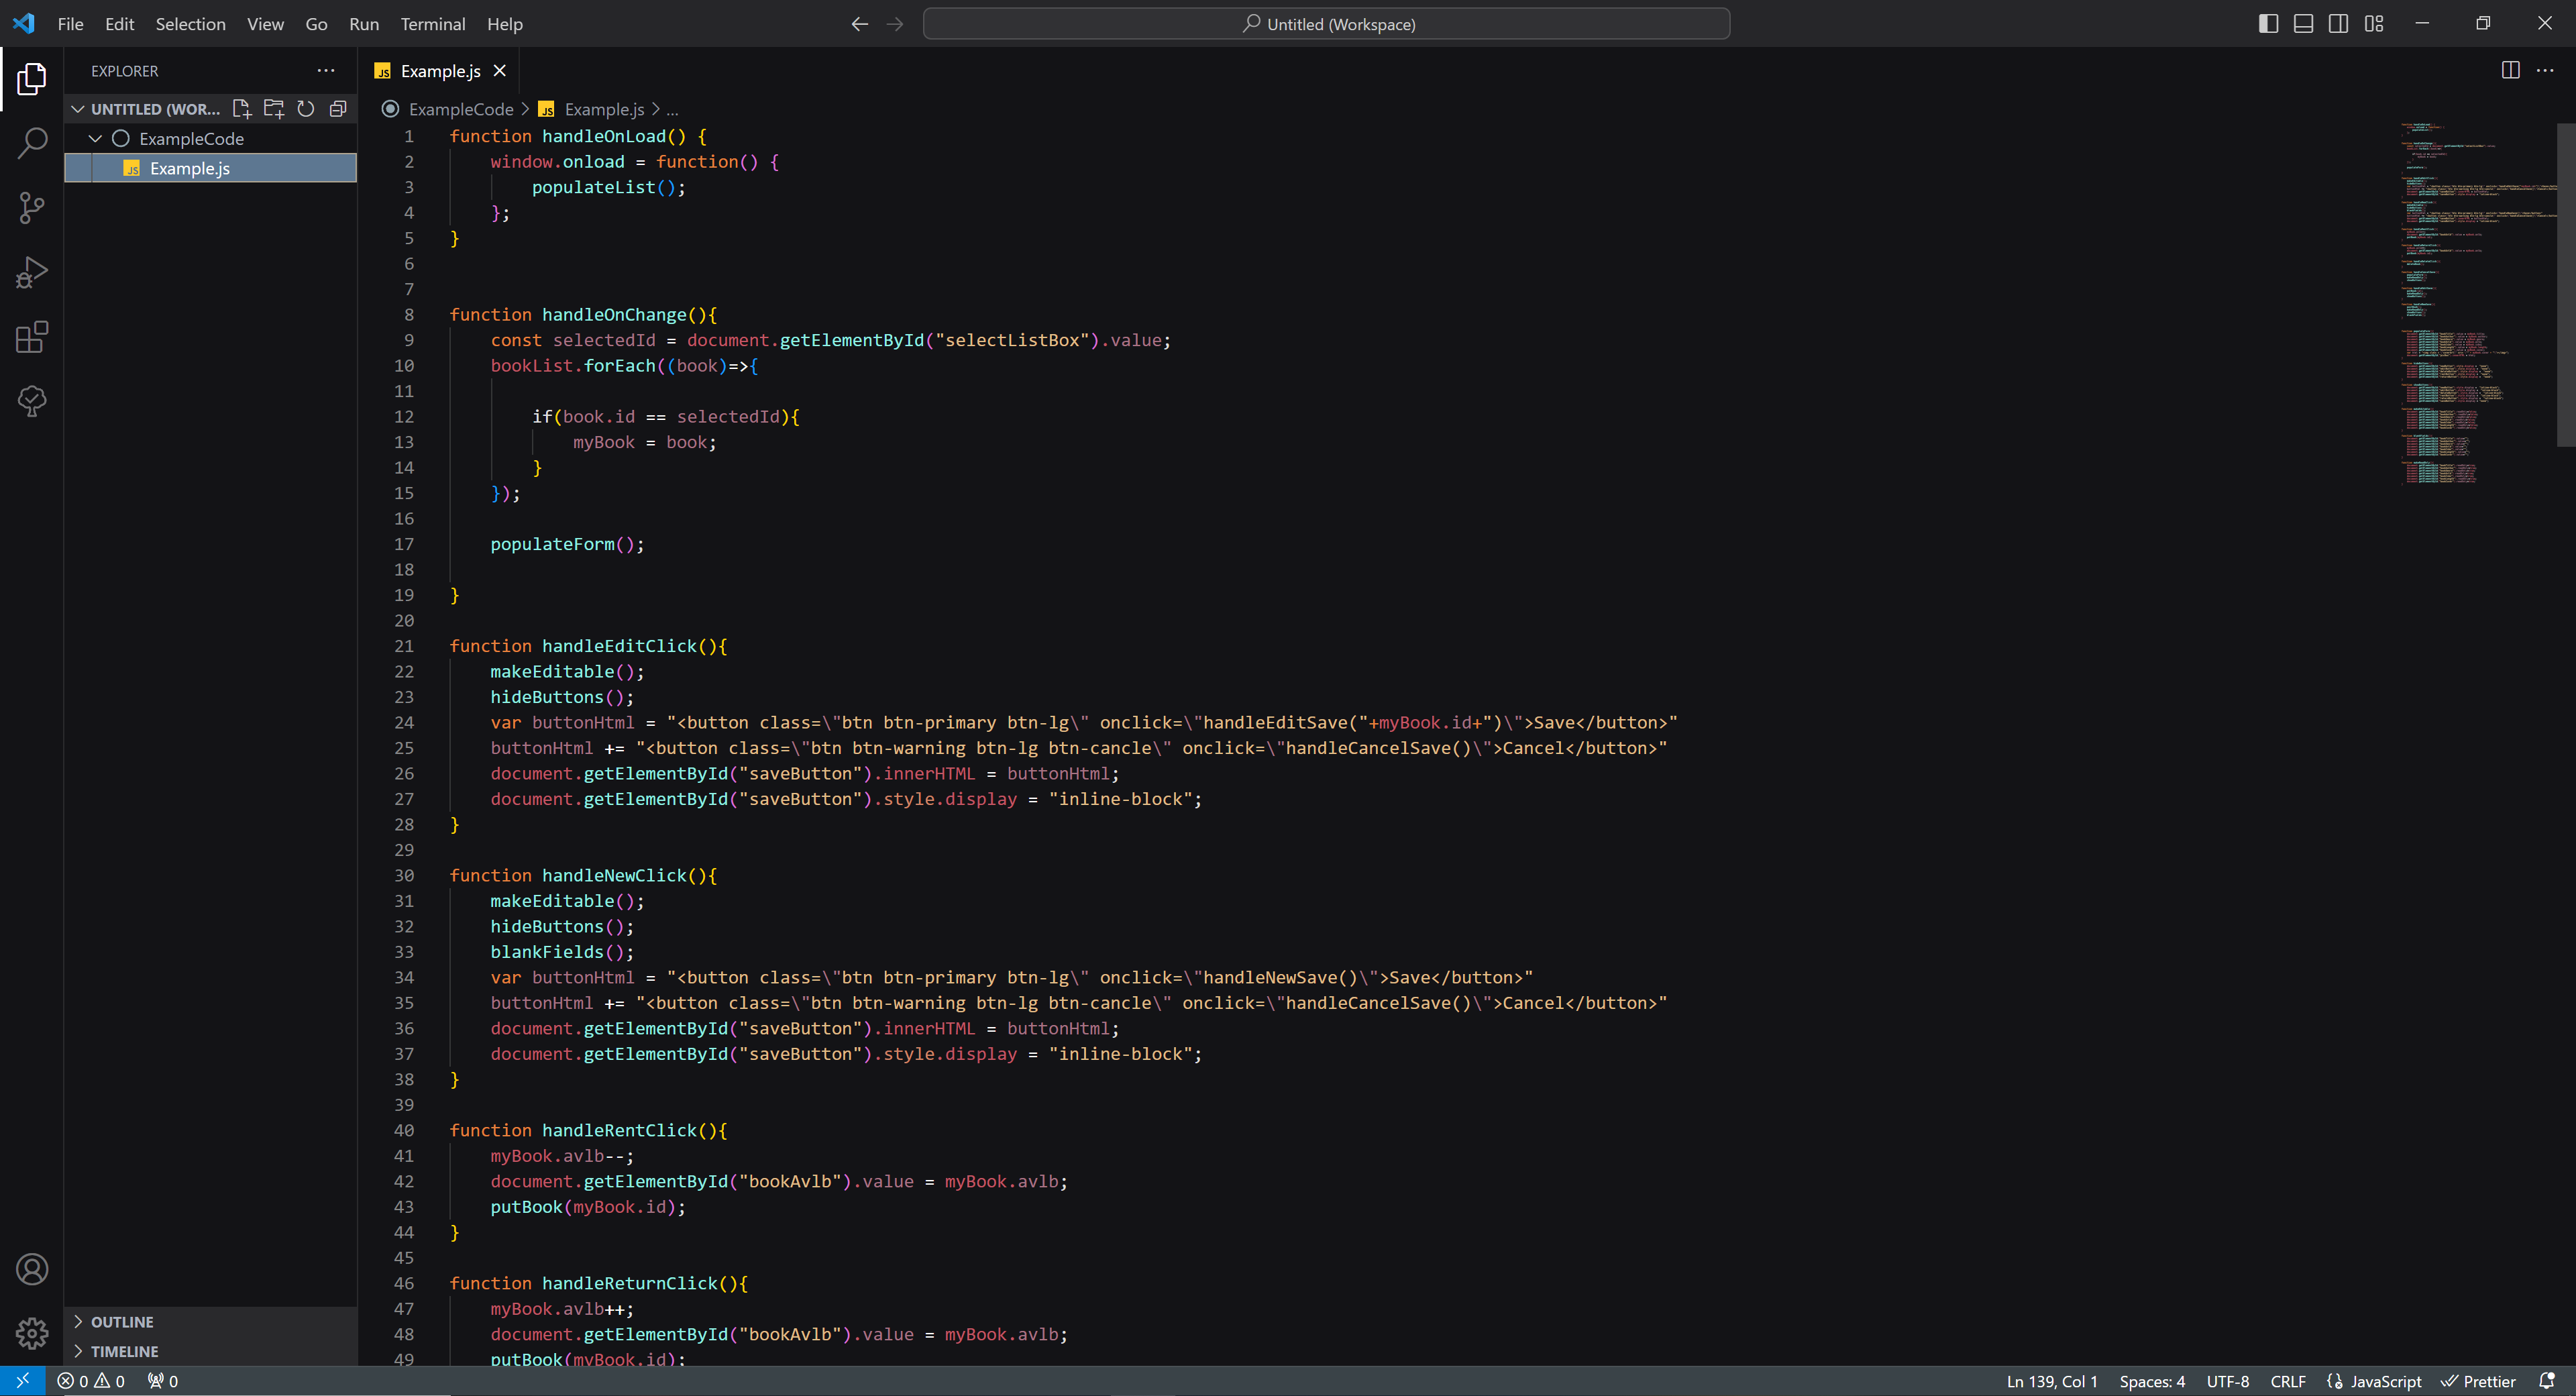 File Edit Selection View Go Run Terminal Help
Untitled (Workspace)
EXPLORER
UNTITLED (WOR...
ExampleCode
JS Example.js
JS Example.js
ExampleCode > JS Example.js > ...
1 function handleOnLoad() {
2 window.onload = function() {
3 populateList();
4 };
5 }
6
7
8 function handleOnChange(){
9 const selectedId = document.getElementById("selectListBox").value;
10 bookList.forEach((book)=>{
11
12 if(book.id == selectedId){
13 myBook = book;
14 }
15 });
16
17 populateForm();
18
19 }
20
21 function handleEditClick(){
22 makeEditable();
23 hideButtons();
24 var buttonHtml = "<button class=\"btn btn-primary btn-lg\" onclick=\"handleEditSave("+myBook.id+")\">Save</button>"
25 buttonHtml += "<button class=\"btn btn-warning btn-lg btn-cancle\" onclick=\"handleCancelSave()\">Cancel</button>"
26 document.getElementById("saveButton").innerHTML = buttonHtml;
27 document.getElementById("saveButton").style.display = "inline-block";
28 }
29
30 function handleNewClick(){
31 makeEditable();
32 hideButtons();
33 blankFields();
34 var buttonHtml = "<button class=\"btn btn-primary btn-lg\" onclick=\"handleNewSave()\">Save</button>"
35 buttonHtml += "<button class=\"btn btn-warning btn-lg btn-cancle\" onclick=\"handleCancelSave()\">Cancel</button>"
36 document.getElementById("saveButton").innerHTML = buttonHtml;
37 document.getElementById("saveButton").style.display = "inline-block";
38 }
39
40 function handleRentClick(){
41 myBook.avlb--;
42 document.getElementById("bookAvlb").value = myBook.avlb;
43 putBook(myBook.id);
44 }
45
46 function handleReturnClick(){
47 myBook.avlb++;
48 document.getElementById("bookAvlb").value = myBook.avlb;
49 putBook(myBook.id);
OUTLINE
TIMELINE
0 0 0 Ln 139, Col 1 Spaces: 4 UTF-8 CRLF JavaScript Prettier